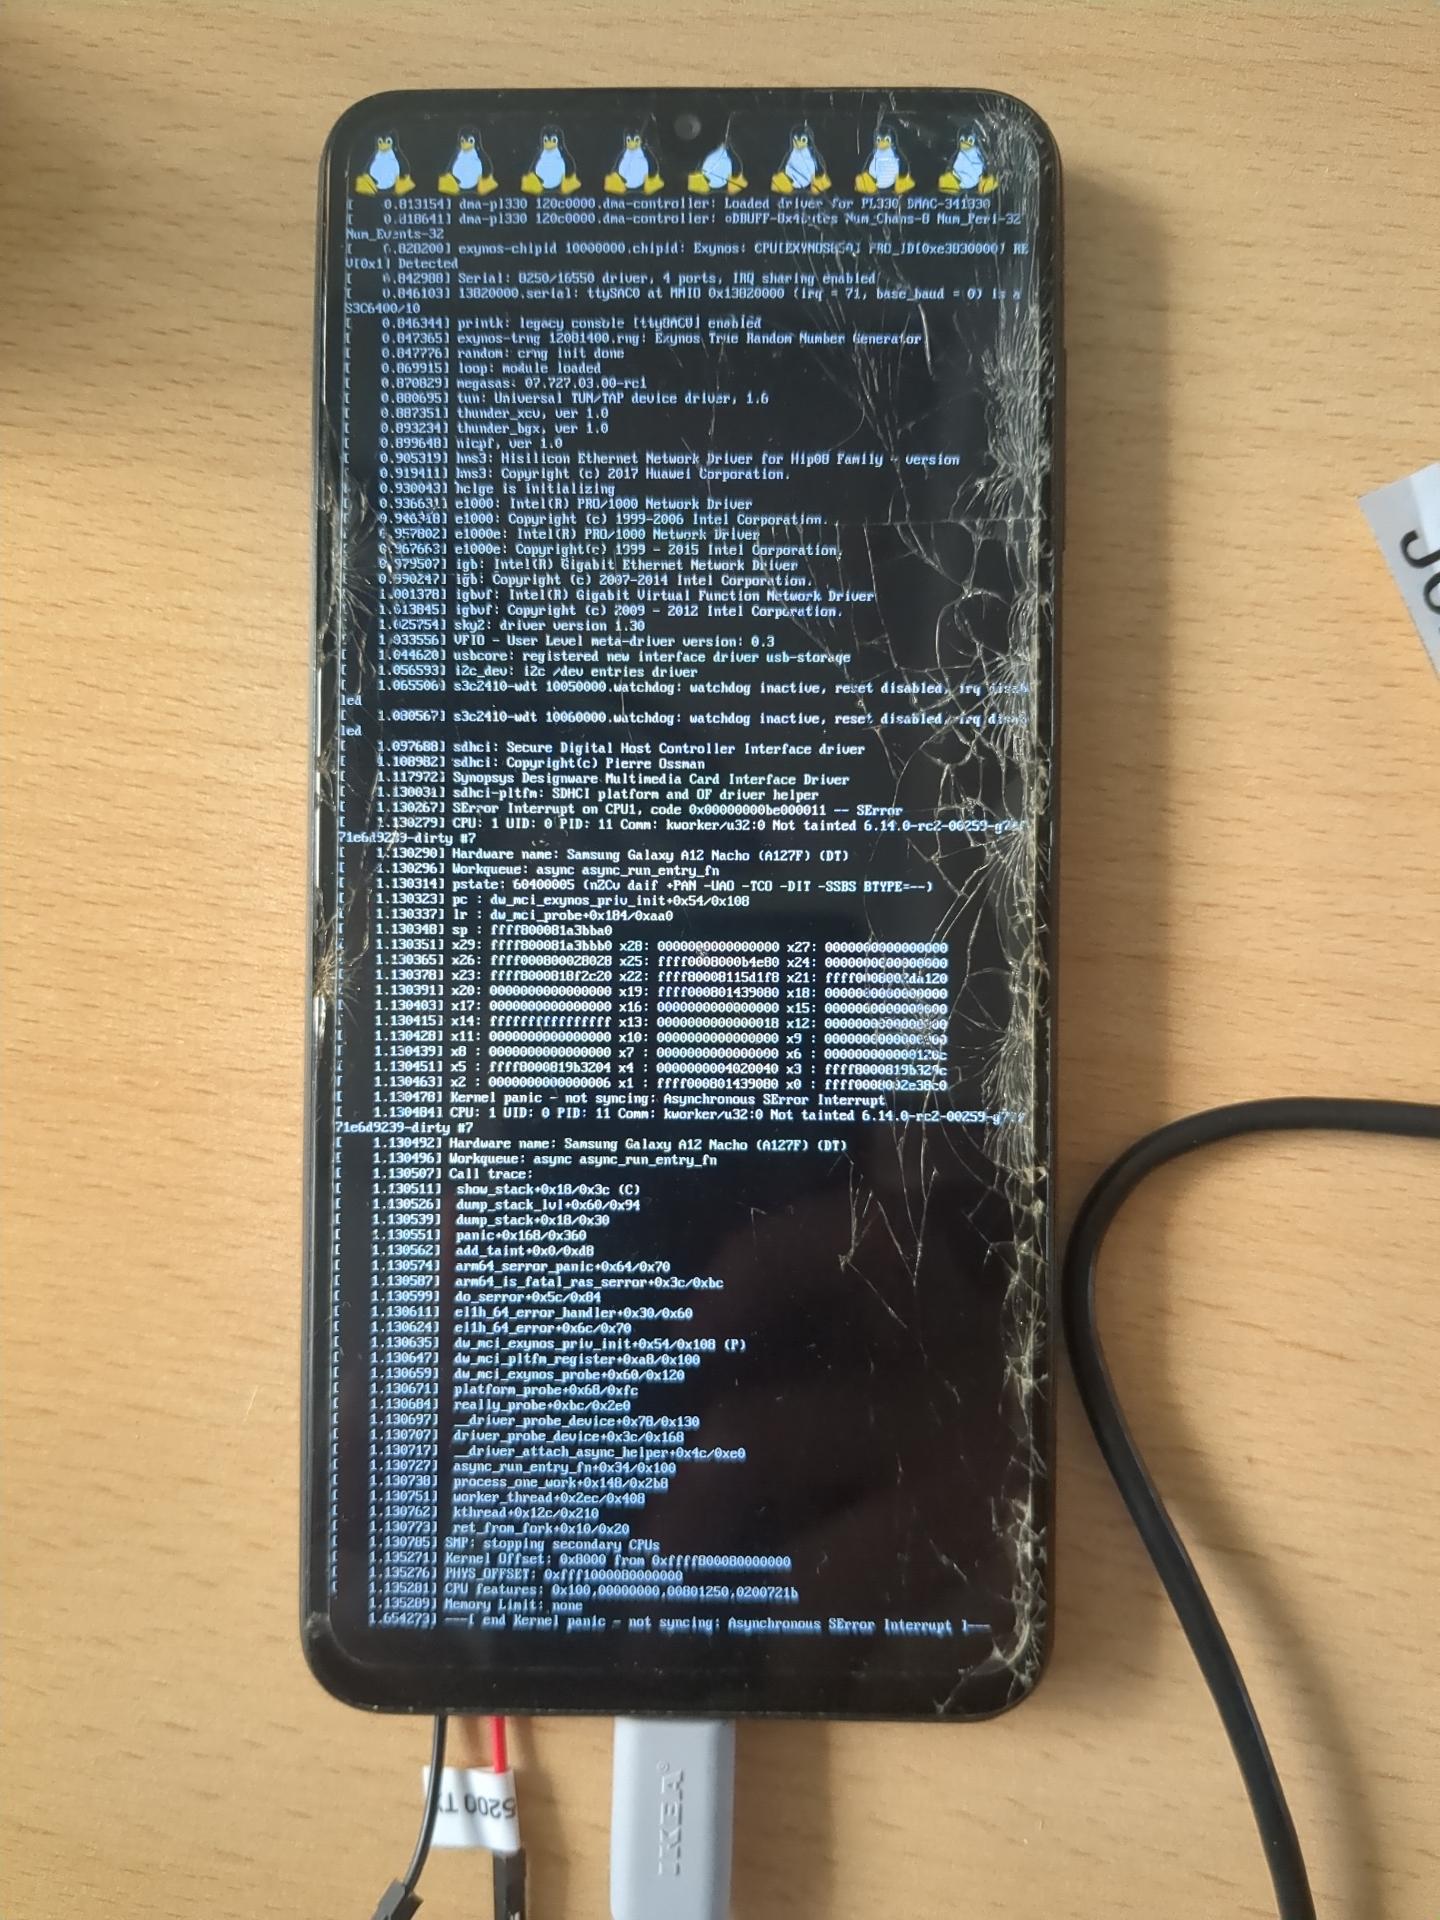 [ 0.813154] dma-pl330 120c0000.dma-controller: Loaded driver for PL330 DMAC-341330
[ 0.818641] dma-pl330 120c0000.dma-controller: DBUFF-8x4bytes Num_Chans-8 Num_Peri-32
Num_Events-32
[ 0.828200] exynos-chipid 10000000.chipid: Exynos: CPU[EXYNOS850] PRO_ID[0xe3830000] RE
V[0x1] Detected
[ 0.842988] Serial: 8250/16550 driver, 4 ports, IRQ sharing enabled
[ 0.846103] 13820000.serial: ttySAC0 at MMIO 0x13820000 (irq = 71, base_baud = 0) is a
S3C6400/10
[ 0.846344] printk: legacy console [ttySAC0] enabled
[ 0.847365] exynos-trng 12081400.rng: Exynos True Random Number Generator
[ 0.847776] random: crng init done
[ 0.869915] loop: module loaded
[ 0.870829] megasas: 07.727.03.00-rc1
[ 0.880695] tun: Universal TUN/TAP device driver, 1.6
[ 0.887351] thunder_xcv, ver 1.0
[ 0.893234] thunder_bgx, ver 1.0
[ 0.899648] nicpf, ver 1.0
[ 0.905319] hns3: Hisilicon Ethernet Network Driver for Hip08 Family - version
[ 0.919411] hns3: Copyright (c) 2017 Huawei Corporation.
[ 0.930043] hclge is initializing
[ 0.936631] e1000: Intel(R) PRO/1000 Network Driver
[ 0.946348] e1000: Copyright (c) 1999-2006 Intel Corporation.
[ 0.957802] e1000e: Intel(R) PRO/1000 Network Driver
[ 0.967663] e1000e: Copyright(c) 1999 - 2015 Intel Corporation.
[ 0.979507] igb: Intel(R) Gigabit Ethernet Network Driver
[ 0.990247] igb: Copyright (c) 2007-2014 Intel Corporation.
[ 1.001378] igbvf: Intel(R) Gigabit Virtual Function Network Driver
[ 1.013845] igbvf: Copyright (c) 2009 - 2012 Intel Corporation.
[ 1.025754] sky2: driver version 1.30
[ 1.033556] VFIO - User Level meta-driver version: 0.3
[ 1.044620] usbcore: registered new interface driver usb-storage
[ 1.056593] i2c_dev: i2c /dev entries driver
[ 1.065506] s3c2410-wdt 10050000.watchdog: watchdog inactive, reset disabled, irq disab
led
[ 1.080567] s3c2410-wdt 10060000.watchdog: watchdog inactive, reset disabled, irq disab
led
[ 1.097688] sdhci: Secure Digital Host Controller Interface driver
[ 1.108982] sdhci: Copyright(c) Pierre Ossman
[ 1.117972] Synopsys Designware Multimedia Card Interface Driver
[ 1.130031] sdhci-pltfm: SDHCI platform and OF driver helper
[ 1.130267] SError Interrupt on CPU1, code 0x00000000be000011 -- SError
[ 1.130279] CPU: 1 UID: 0 PID: 11 Comm: kworker/u32:0 Not tainted
71e6d9239-dirty #7
[ 1.130290] Hardware name: Samsung Galaxy A12 Nacho (A127F) (DT)
[ 1.130296] Workqueue: async async_run_entry_fn
[ 1.130314] pstate: 60400005 (nZCv daif +PAN -UAO -TCO -DIT -SSBS BTYPE=--)
[ 1.130323] pc : dw_mci_exynos_priv_init+0x54/0x108
[ 1.130337] lr : dw_mci_probe+0x184/0xaa0
[ 1.130348] sp : ffff800081a3bba0
[ 1.130351] x29: ffff800081a3bbb0 x28: 0000000000000000 x27: 0000000000000000
[ 1.130365] x26: ffff000800028028 x25: ffff0008000b4e80 x24: 0000000000000000
[ 1.130378] x23: ffff8000818f2c20 x22: ffff80008115d1f8 x21: ffff0008002da120
[ 1.130391] x20: 0000000000000000 x19: ffff000801439080 x18: 0000000000000000
[ 1.130403] x17: 0000000000000000 x16: 0000000000000000 x15: 0000000000000000
[ 1.130415] x14: ffffffffffffffff x13: 0000000000000018 x12: 0000000000000000
[ 1.130428] x11: 0000000000000000 x10: 0000000000000000 x9 : 0000000000000000
[ 1.130439] x8 : 0000000000000000 x7 : 0000000000000000 x6 : 000000000000120c
[ 1.130451] x5 : ffff8000819b3204 x4 : 0000000004020040 x3 : ffff8000819b329c
[ 1.130463] x2 : 0000000000000006 x1 : ffff000801439080 x0 : ffff0008002e38c0
[ 1.130478] Kernel panic - not syncing: Asynchronous SError Interrupt
[ 1.130484] CPU: 1 UID: 0 PID: 11 Comm: kworker/u32:0 Not tainted
71e6d9239-dirty #7
[ 1.130492] Hardware name: Samsung Galaxy A12 Nacho (A127F) (DT)
[ 1.130496] Workqueue: async async_run_entry_fn
[ 1.130507] Call trace:
[ 1.130511] show_stack+0x18/0x3c (C)
[ 1.130526] dump_stack_lvl+0x60/0x94
[ 1.130539] dump_stack+0x18/0x30
[ 1.130551] panic+0x168/0x360
[ 1.130562] add_taint+0x0/0xd8
[ 1.130574] arm64_serror_panic+0x64/0x70
[ 1.130587] arm64_is_fatal_ras_serror+0x3c/0xbc
[ 1.130599] do_serror+0x5c/0x84
[ 1.130611] el1h_64_error_handler+0x30/0x60
[ 1.130624] el1h_64_error+0x6c/0x70
[ 1.130635] dw_mci_exynos_priv_init+0x54/0x108 (P)
[ 1.130647] dw_mci_pltfm_register+0xa8/0x100
[ 1.130659] dw_mci_exynos_probe+0x60/0x120
[ 1.130671] platform_probe+0x68/0xfc
[ 1.130684] really_probe+0xbc/0x2e0
[ 1.130697] __driver_probe_device+0x78/0x130
[ 1.130707] driver_probe_device+0x3c/0x168
[ 1.130717] __driver_attach_async_helper+0x4c/0xe0
[ 1.130727] async_run_entry_fn+0x34/0x100
[ 1.130738] process_one_work+0x148/0x2b8
[ 1.130751] worker_thread+0x2ec/0x408
[ 1.130762] kthread+0x12c/0x210
[ 1.130773] ret_from_fork+0x10/0x20
[ 1.130785] SMP: stopping secondary CPUs
[ 1.135271] Kernel Offset: 0x8000 from 0xffff800080000000
[ 1.135276] PHYS_OFFSET: 0xfff1000080000000
[ 1.135281] CPU features: 0x100,00000000,00801250,0200721b
[ 1.135289] Memory Limit: none
[ 1.654273] ---[ end Kernel panic - not syncing: Asynchronous SError Interrupt ]---
5200 TX
IKEA®